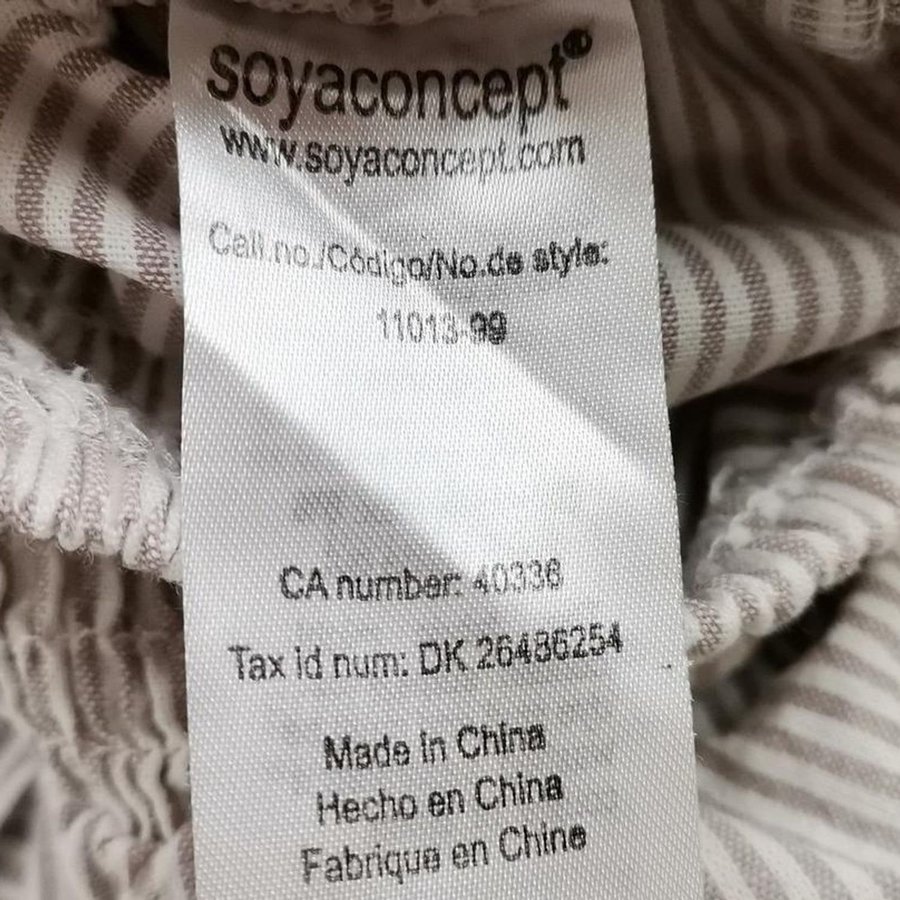 soyaconcept®
www.soyaconcept.com
Call.no./Código/No.de style:
11013-99
CA number: 40336
Tax id num: DK 26486254
Made in China
Hecho en China
Fabrique en Chine